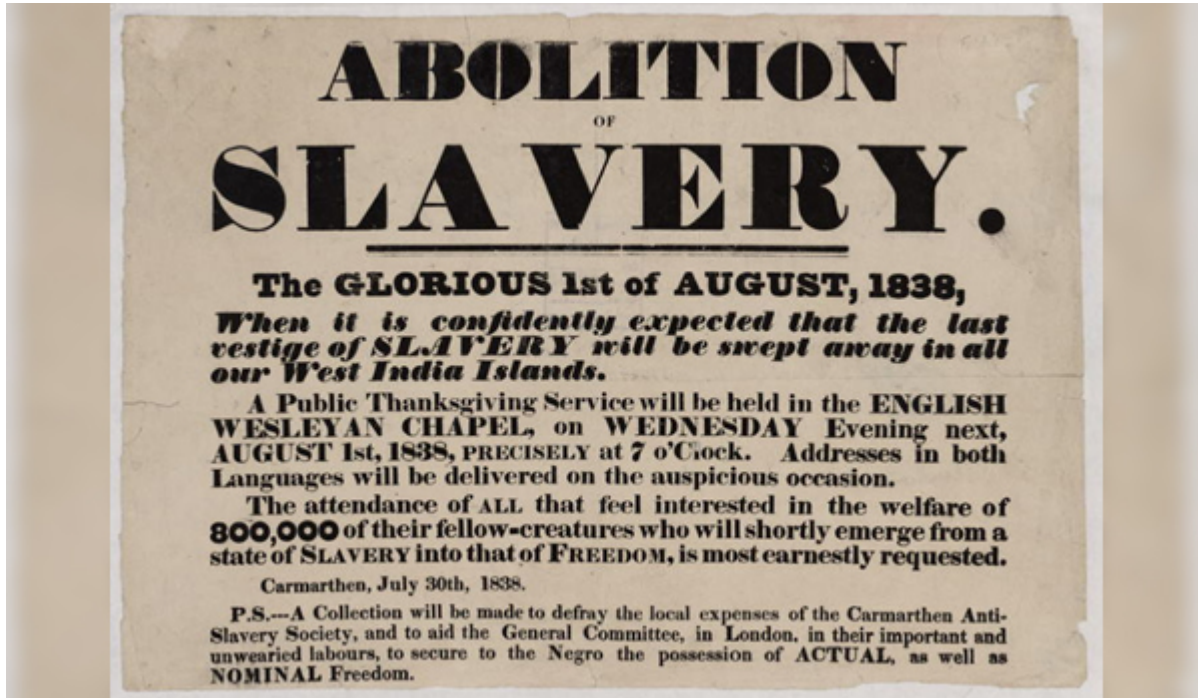 ABOLITION
OF
SLAVERY.
The GLORIOUS 1st of AUGUST, 1838,
When it is confidently expected that the last
vestige of SLAVERY will be swept away in all
our West India Islands.
A Public Thanksgiving Service will be held in the ENGLISH
WESLEYAN CHAPEL, on WEDNESDAY Evening next,
AUGUST 1st, 1838, PRECISELY at 7 o'Clock. Addresses in both
Languages will be delivered on the auspicious occasion.
The attendance of ALL that feel interested in the welfare of
800,000 of their fellow-creatures who will shortly emerge from a
state of SLAVERY into that of FREEDOM, is most earnestly requested.
Carmarthen, July 30th, 1838.
P.S.---A Collection will be made to defray the local expenses of the Carmarthen Anti-
Slavery Society, and to aid the General Committee, in London, in their important and
unwearied labours, to secure to the Negro the possession of ACTUAL, as well as
NOMINAL Freedom.